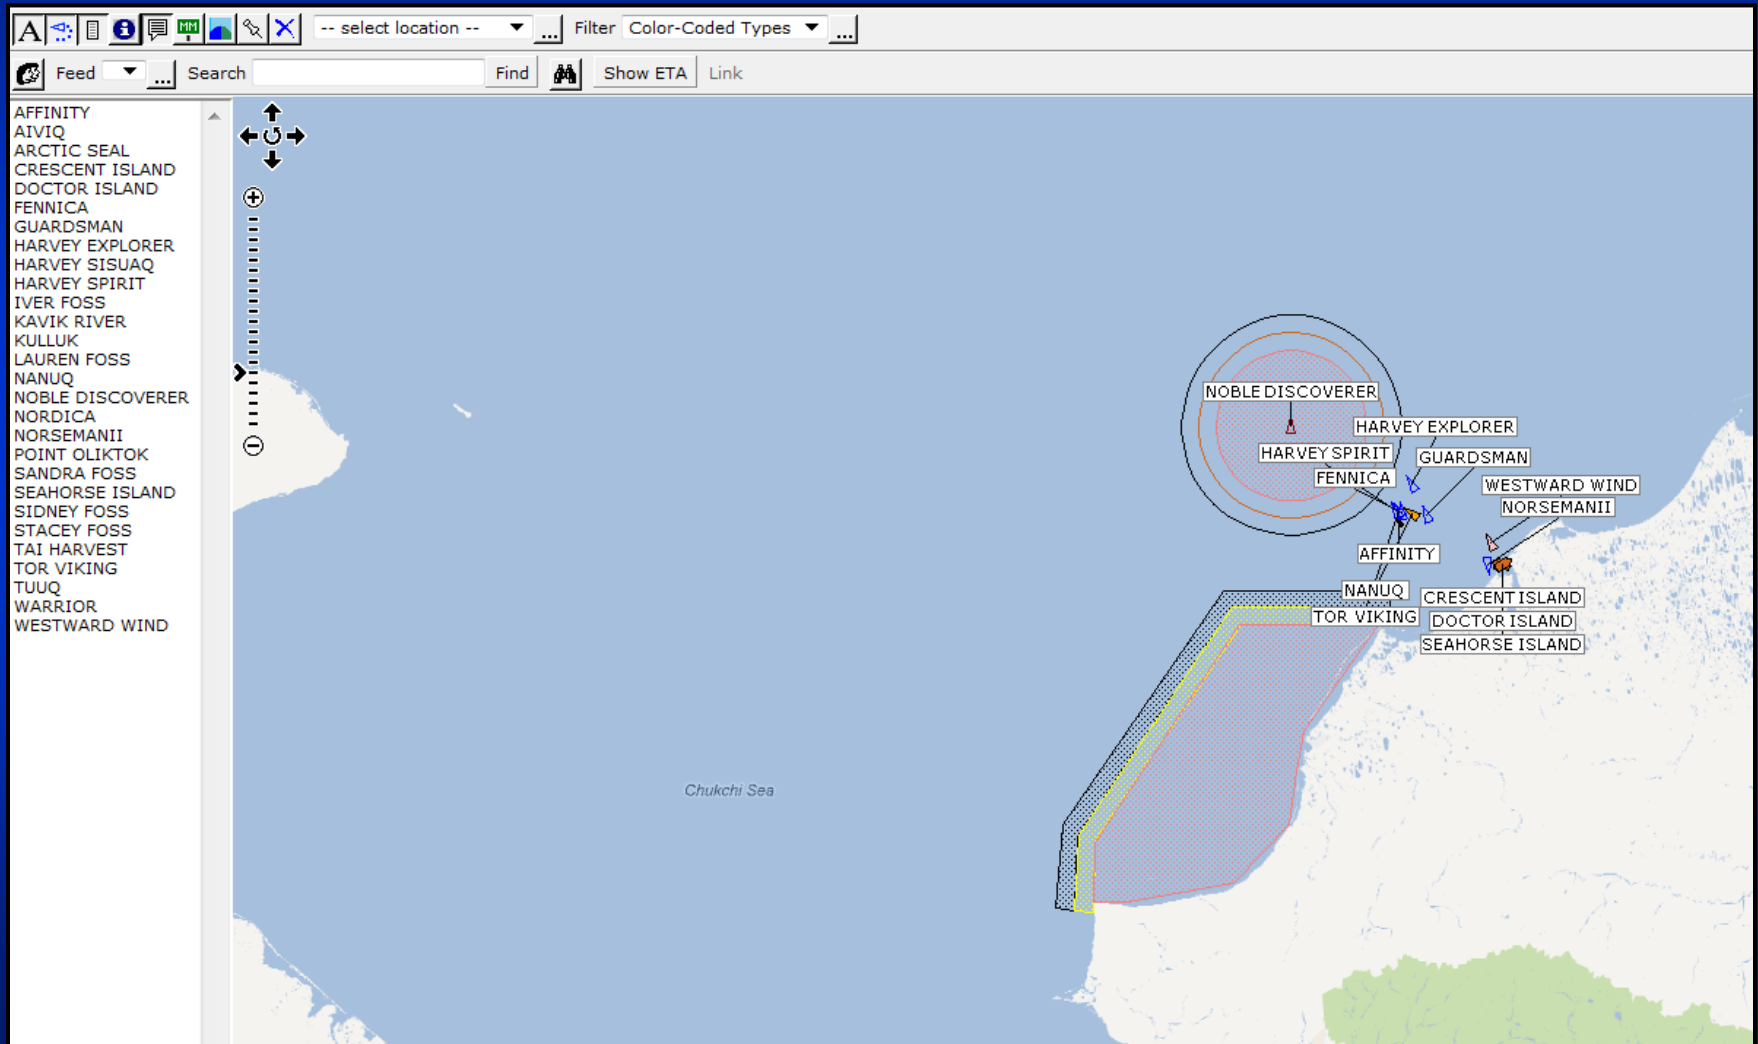 A i MM -- select location -- ... Filter Color-Coded Types ...
Feed ... Search Find Show ETA Link
AFFINITY
AIVIQ
ARCTIC SEAL
CRESCENT ISLAND
DOCTOR ISLAND
FENNICA
GUARDSMAN
HARVEY EXPLORER
HARVEY SISUAQ
HARVEY SPIRIT
IVER FOSS
KAVIK RIVER
KULLUK
LAUREN FOSS
NANUQ
NOBLE DISCOVERER
NORDICA
NORSEMANII
POINT OLIKTOK
SANDRA FOSS
SEAHORSE ISLAND
SIDNEY FOSS
STACEY FOSS
TAI HARVEST
TOR VIKING
TUUQ
WARRIOR
WESTWARD WIND
NOBLE DISCOVERER
HARVEY EXPLORER
HARVEY SPIRIT
GUARDSMAN
FENNICA
WESTWARD WIND
NORSEMANII
AFFINITY
NANUQ
CRESCENT ISLAND
TOR VIKING
DOCTOR ISLAND
SEAHORSE ISLAND
Chukchi Sea